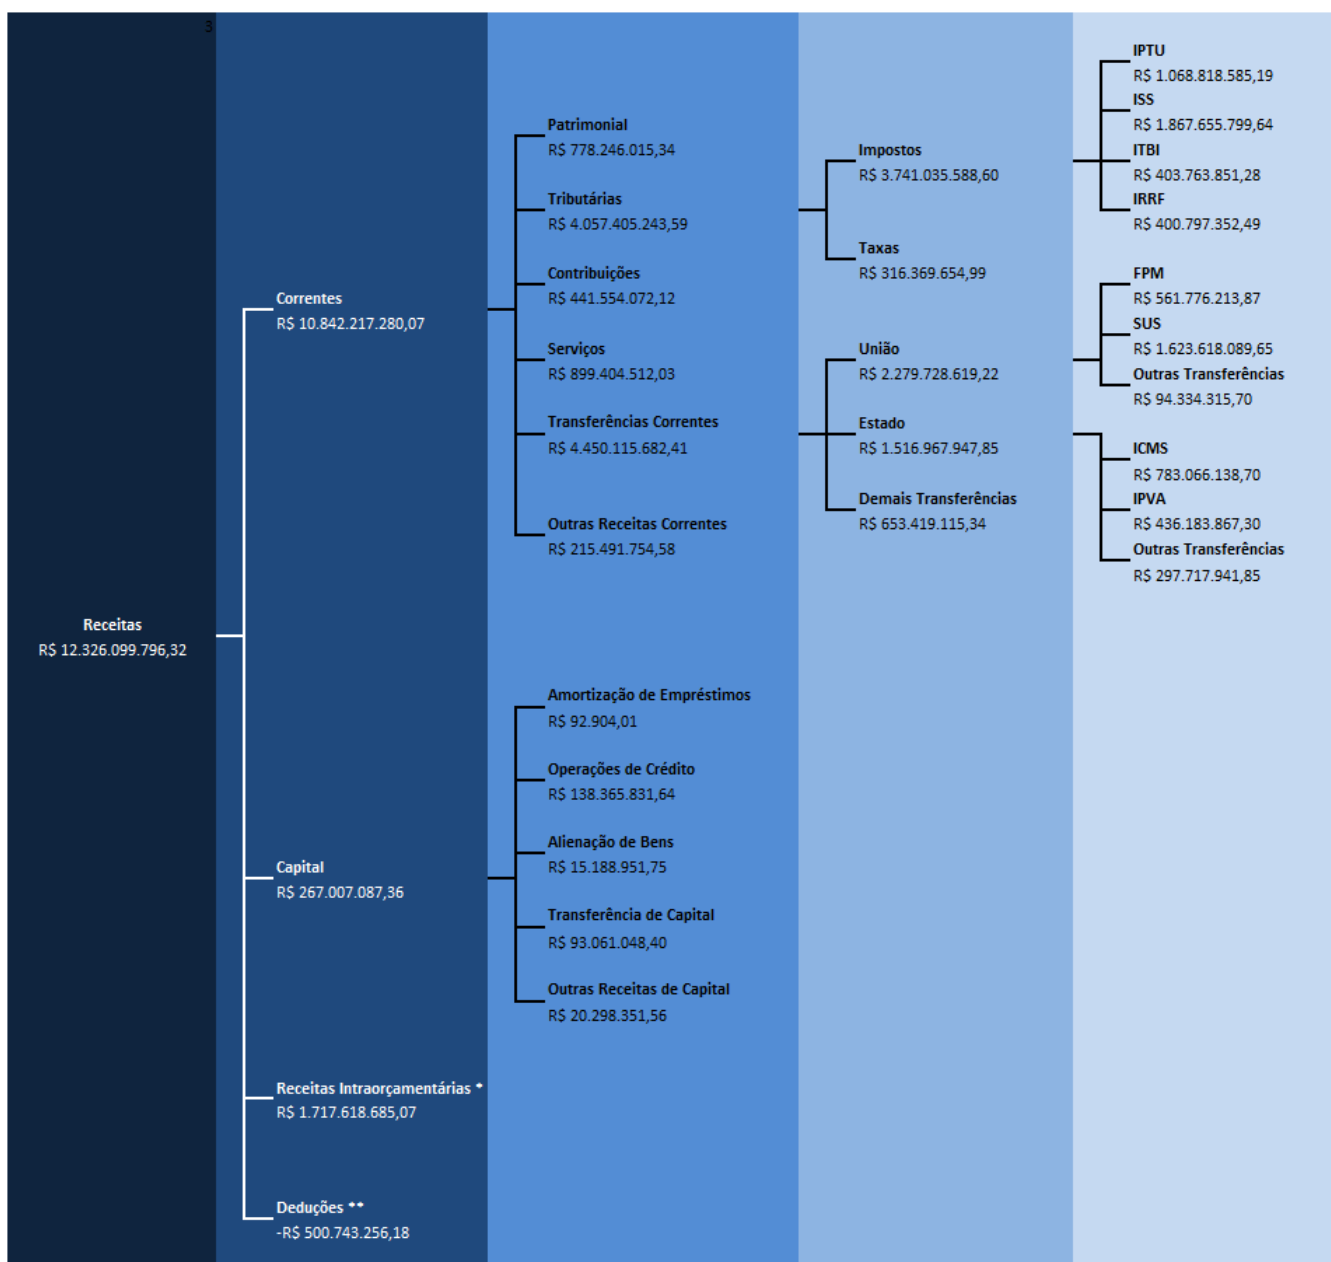 3
Receitas
R$ 12.326.099.796,32
Correntes
R$ 10.842.217.280,07
Capital
R$ 267.007.087,36
Receitas Intraorçamentárias *
R$ 1.717.618.685,07
Deduções **
-R$ 500.743.256,18
Patrimonial
R$ 778.246.015,34
Tributárias
R$ 4.057.405.243,59
Contribuições
R$ 441.554.072,12
Serviços
R$ 899.404.512,03
Transferências Correntes
R$ 4.450.115.682,41
Outras Receitas Correntes
R$ 215.491.754,58
Amortização de Empréstimos
R$ 92.904,01
Operações de Crédito
R$ 138.365.831,64
Alienação de Bens
R$ 15.188.951,75
Transferência de Capital
R$ 93.061.048,40
Outras Receitas de Capital
R$ 20.298.351,56
Impostos
R$ 3.741.035.588,60
Taxas
R$ 316.369.654,99
União
R$ 2.279.728.619,22
Estado
R$ 1.516.967.947,85
Demais Transferências
R$ 653.419.115,34
IPTU
R$ 1.068.818.585,19
ISS
R$ 1.867.655.799,64
ITBI
R$ 403.763.851,28
IRRF
R$ 400.797.352,49
FPM
R$ 561.776.213,87
SUS
R$ 1.623.618.089,65
Outras Transferências
R$ 94.334.315,70
ICMS
R$ 783.066.138,70
IPVA
R$ 436.183.867,30
Outras Transferências
R$ 297.717.941,85